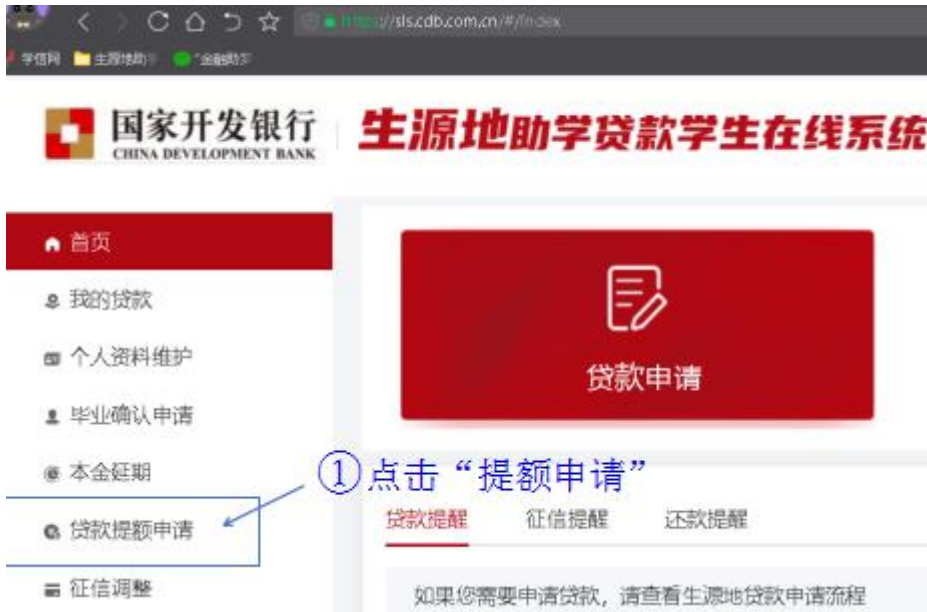 https://sls.cdb.com.cn/#/index
学信网 生源地助
国家开发银行
CHINA DEVELOPMENT BANK
生源地助学贷款学生在线系统
首页
我的贷款
个人资料维护
毕业确认申请
本金延期
贷款提额申请
征信调整
贷款申请
①点击“提额申请”
贷款提醒 征信提醒 还款提醒
如果您需要申请贷款，请查看生源地贷款申请流程